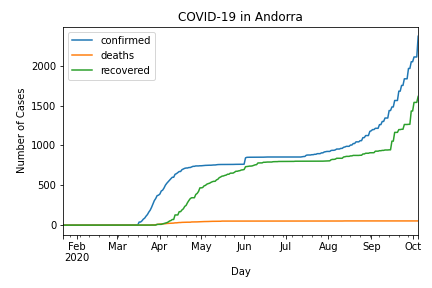 COVID-19 in Andorra
confirmed
deaths
recovered
Number of Cases
2000
1500
1000
500
0
Feb Mar Apr May Jun Jul Aug Sep Oct
2020
Day